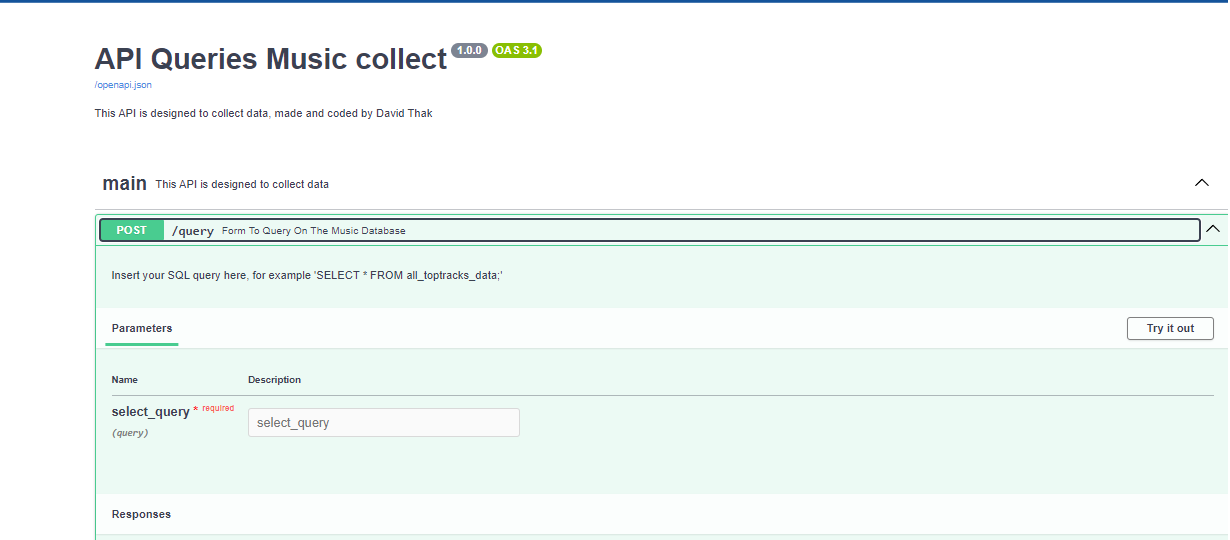 API Queries Music collect 1.0.0 OAS 3.1
/openapi.json
This API is designed to collect data, made and coded by David Thak
main This API is designed to collect data
POST /query Form To Query On The Music Database
Insert your SQL query here, for example 'SELECT * FROM all_toptracks_data;'
Parameters Try it out
Name Description
select_query * required select_query
(query)
Responses